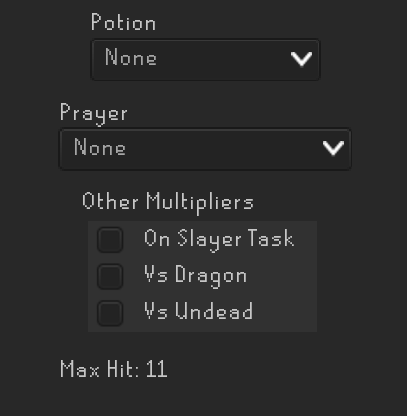 Potion
None
Prayer
None
Other Multipliers
On Slayer Task
Vs Dragon
Vs Undead
Max Hit: 11